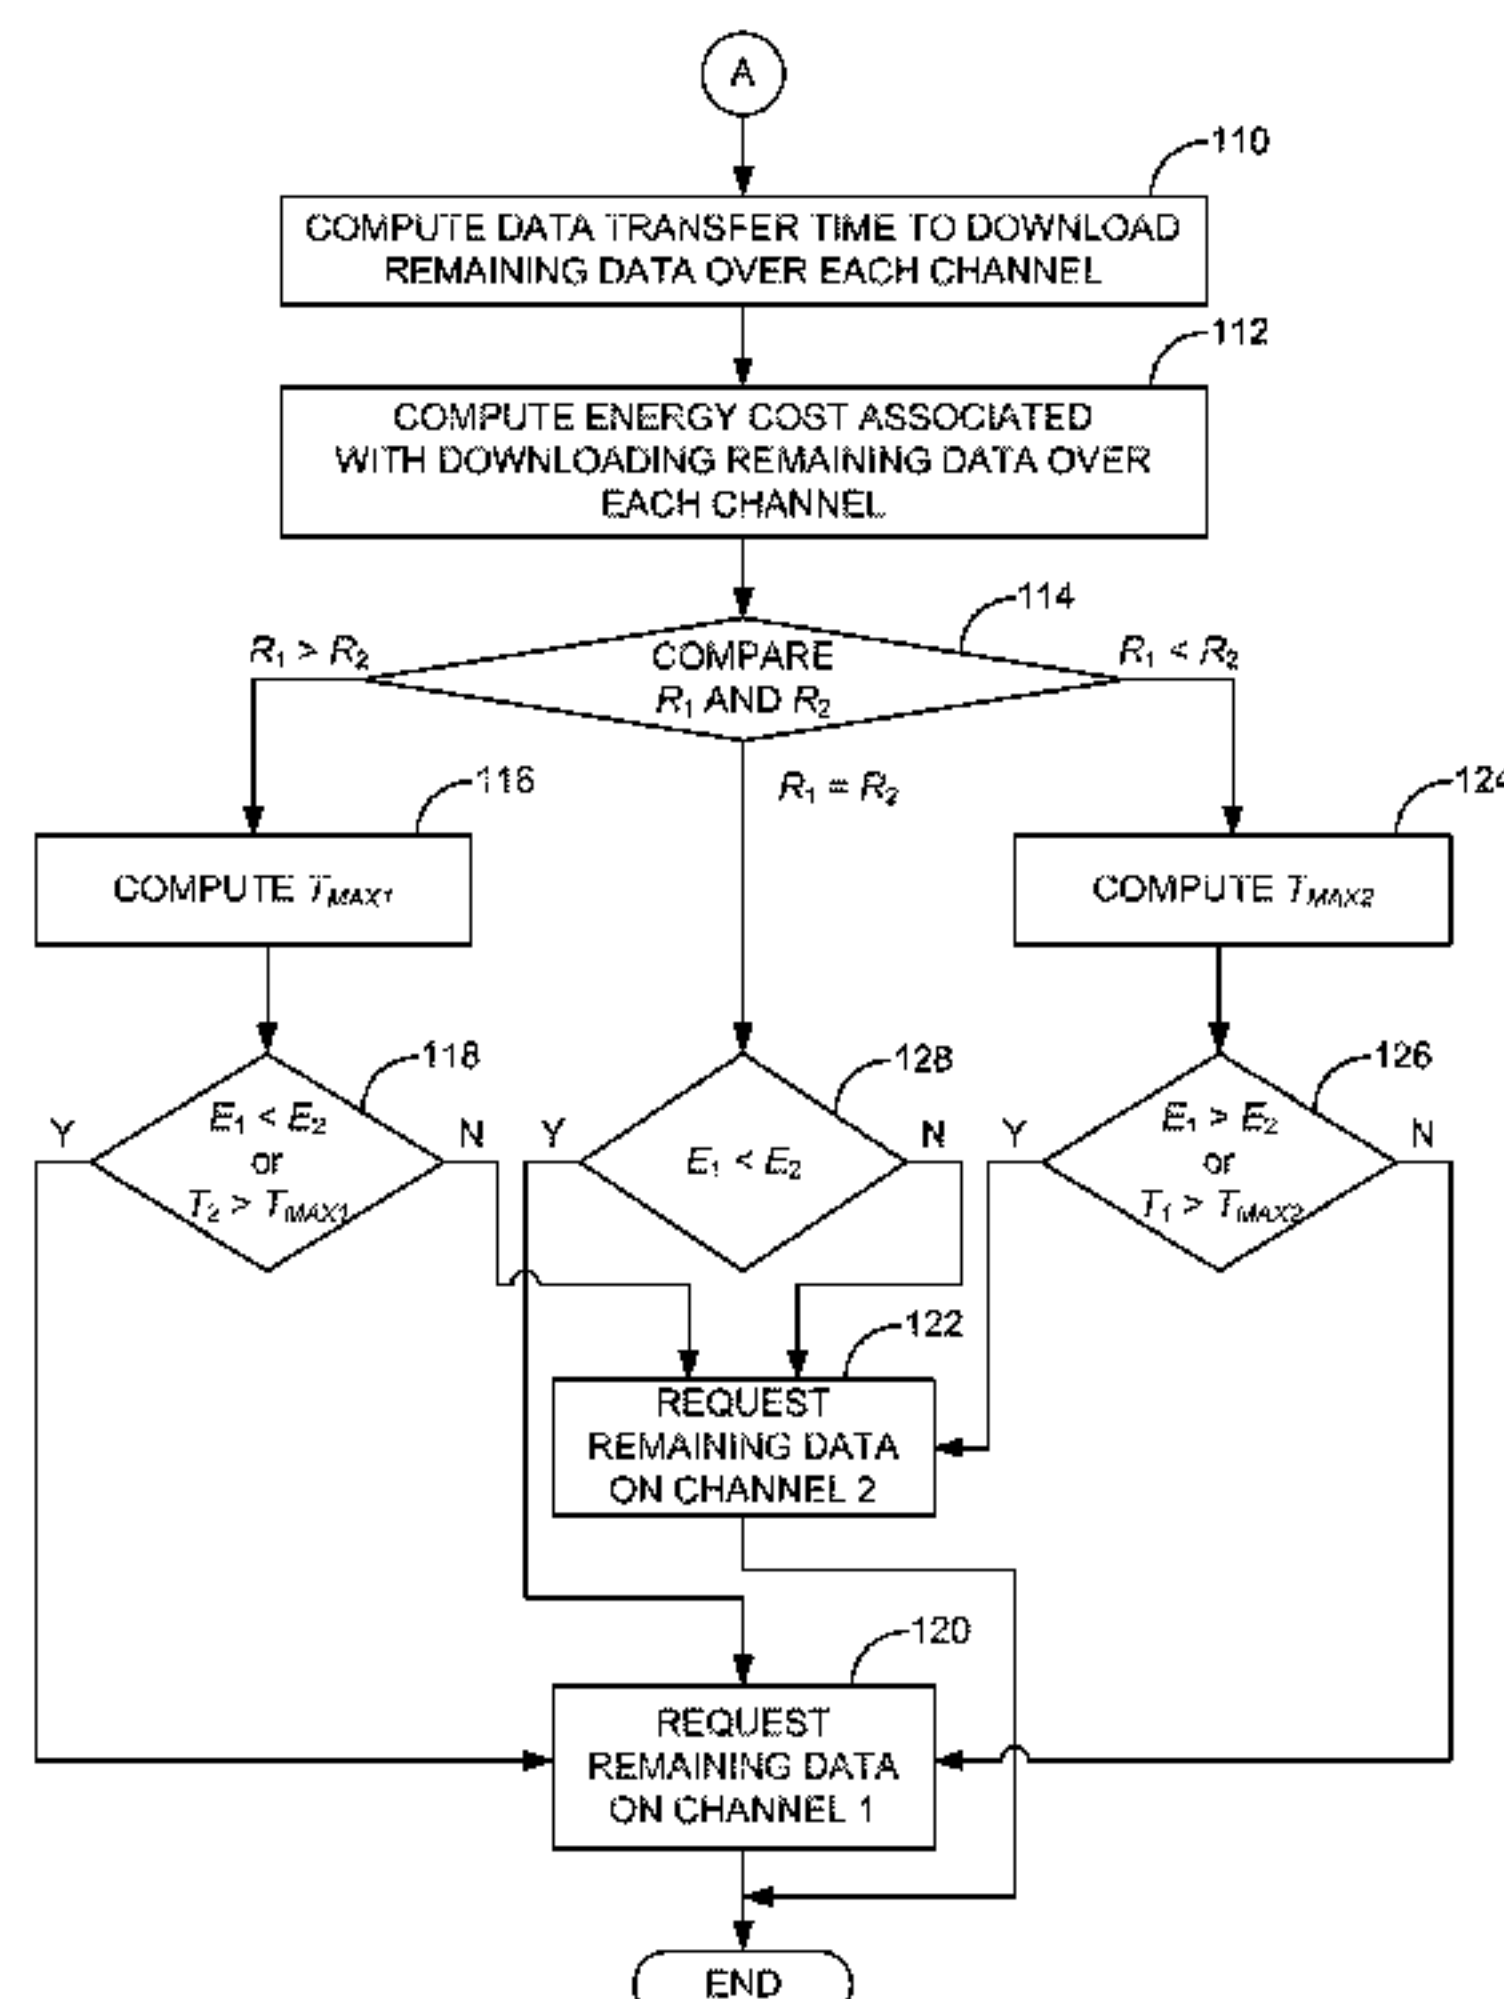 A
110
COMPUTE DATA TRANSFER TIME TO DOWNLOAD
REMAINING DATA OVER EACH CHANNEL
112
COMPUTE ENERGY COST ASSOCIATED
WITH DOWNLOADING REMAINING DATA OVER
EACH CHANNEL
114
R1 > R2
COMPARE
R1 AND R2
R1 < R2
R1 = R2
116
124
COMPUTE TMAX1
COMPUTE TMAX2
118
128
126
Y
E1 < E2
or
T2 > TMAX1
N
Y
E1 < E2
N
Y
E1 > E2
or
T1 > TMAX2
N
122
REQUEST
REMAINING DATA
ON CHANNEL 2
120
REQUEST
REMAINING DATA
ON CHANNEL 1
END